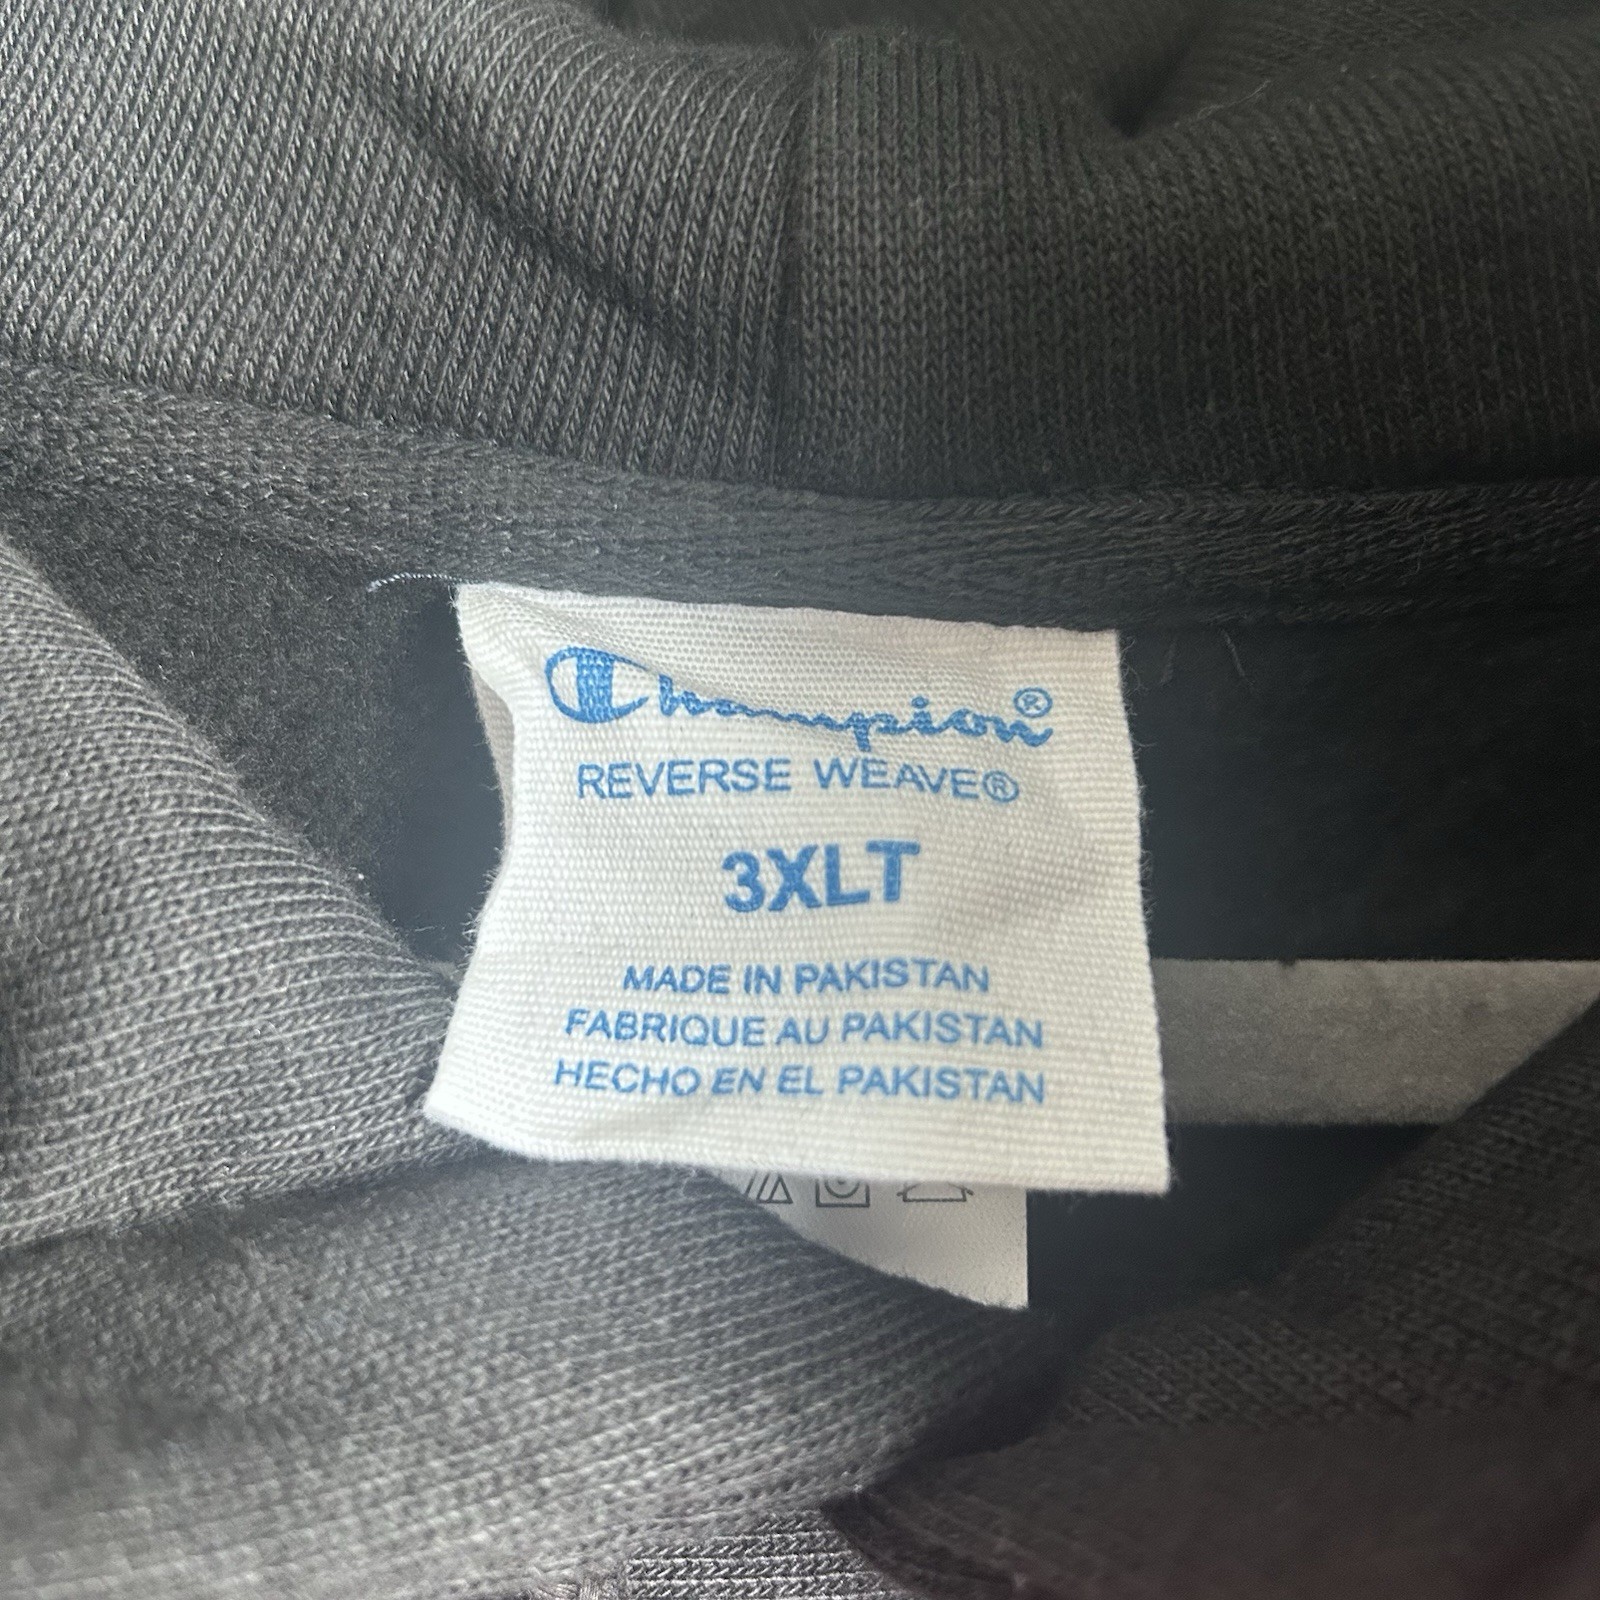 Champion®
REVERSE WEAVE®
3XLT
MADE IN PAKISTAN
FABRIQUE AU PAKISTAN
HECHO EN EL PAKISTAN